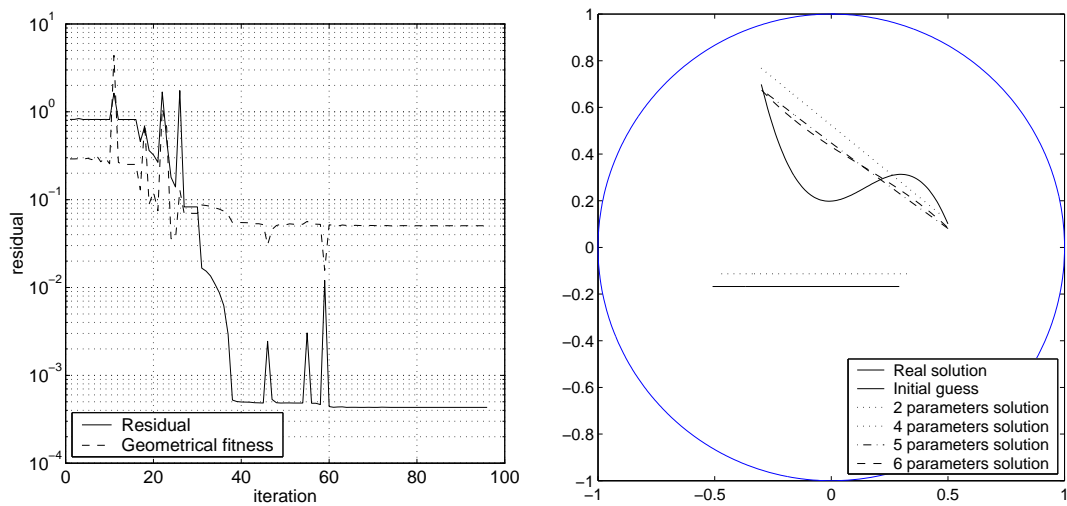 10^1
10^0
10^−1
10^−2
10^−3
10^−4
residual
0
20
40
60
80
100
iteration
Residual
Geometrical fitness
1
0.8
0.6
0.4
0.2
0
−0.2
−0.4
−0.6
−0.8
−1
−1
−0.5
0
0.5
1
Real solution
Initial guess
2 parameters solution
4 parameters solution
5 parameters solution
6 parameters solution